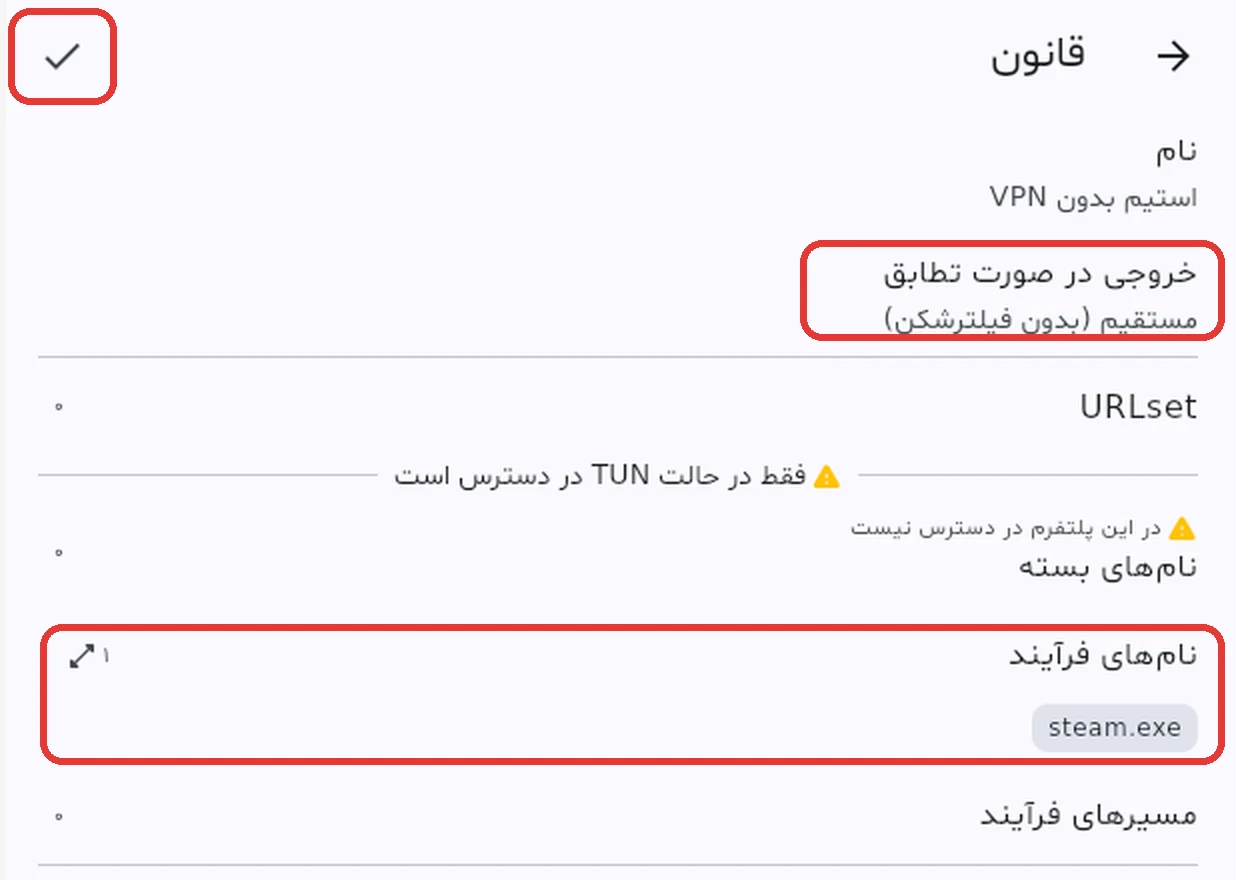 قانون
نام
استیم بدون VPN
خروجی در صورت تطابق
مستقیم (بدون فیلترشکن)
URLset
۰
فقط در حالت TUN در دسترس است
در این پلتفرم در دسترس نیست
نام‌های بسته
۰
نام‌های فرآیند
۱
steam.exe
مسیرهای فرآیند
۰